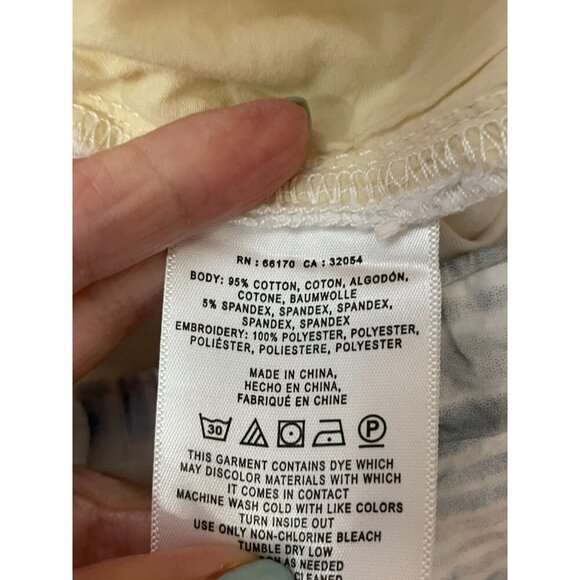 RN : 66170 CA : 32054
BODY: 95% COTTON, COTON, ALGODÓN,
COTONE, BAUMWOLLE
5% SPANDEX, SPANDEX, SPANDEX,
SPANDEX, SPANDEX
EMBROIDERY: 100% POLYESTER, POLYESTER,
POLIÉSTER, POLIESTERE, POLYESTER
MADE IN CHINA,
HECHO EN CHINA,
FABRIQUÉ EN CHINE
30 P
THIS GARMENT CONTAINS DYE WHICH
MAY DISCOLOR MATERIALS WITH WHICH
IT COMES IN CONTACT
MACHINE WASH COLD WITH LIKE COLORS
TURN INSIDE OUT
USE ONLY NON-CHLORINE BLEACH
TUMBLE DRY LOW
AS NEEDED
CLEANED